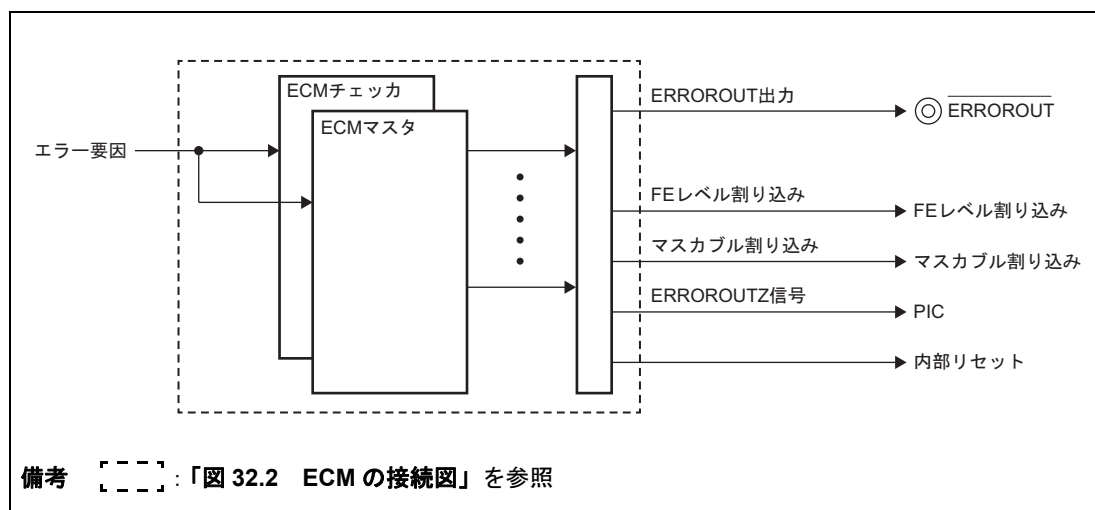 ECMチェッカ
ECMマスタ
エラー要因
ERROROUT出力
ERROROUT
FEレベル割り込み
FEレベル割り込み
マスカブル割り込み
マスカブル割り込み
ERROROUTZ信号
PIC
内部リセット
備考 :「図 32.2 ECM の接続図」を参照